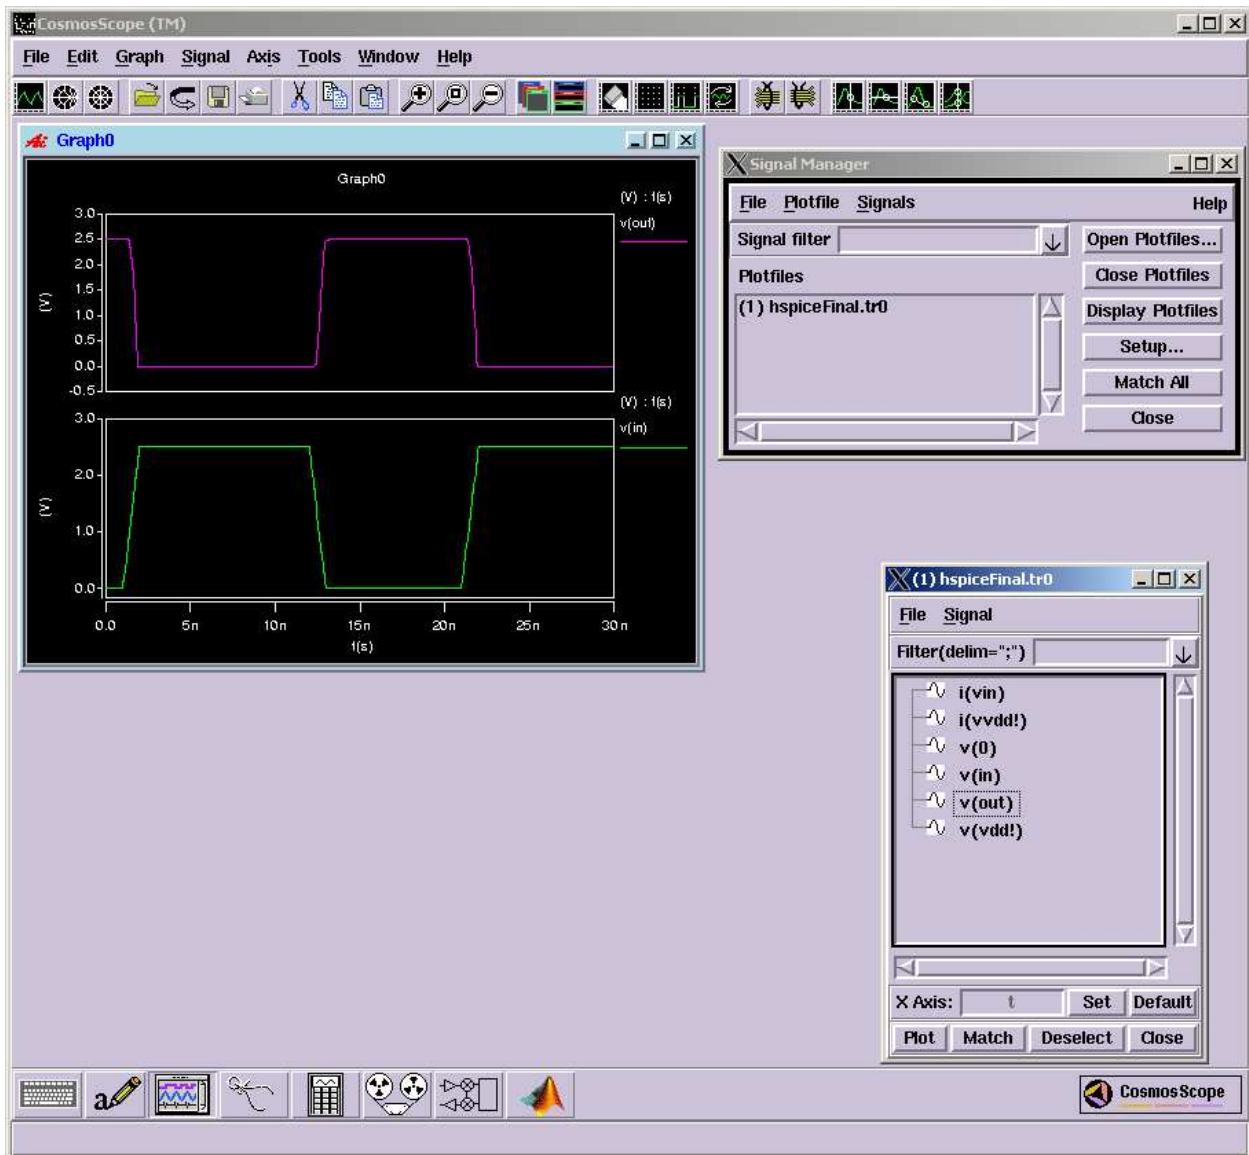 CosmosScope (TM)
File Edit Graph Signal Axis Tools Window Help
Graph0
Graph0
(V) : t(s)
v(out)
3.0
2.5
2.0
1.5
1.0
0.5
0.0
-0.5
(V)
(V) : t(s)
v(in)
3.0
2.0
1.0
0.0
(V)
0.0 5n 10n 15n 20n 25n 30n
t(s)
Signal Manager
File Plotfile Signals Help
Signal filter
Open Plotfiles...
Plotfiles
Close Plotfiles
(1) hspiceFinal.tr0
Display Plotfiles
Setup...
Match All
Close
(1) hspiceFinal.tr0
File Signal
Filter(delim=";")
i(vin)
i(vvdd!)
v(0)
v(in)
v(out)
v(vdd!)
X Axis: t Set Default
Plot Match Deselect Close
a
CosmosScope